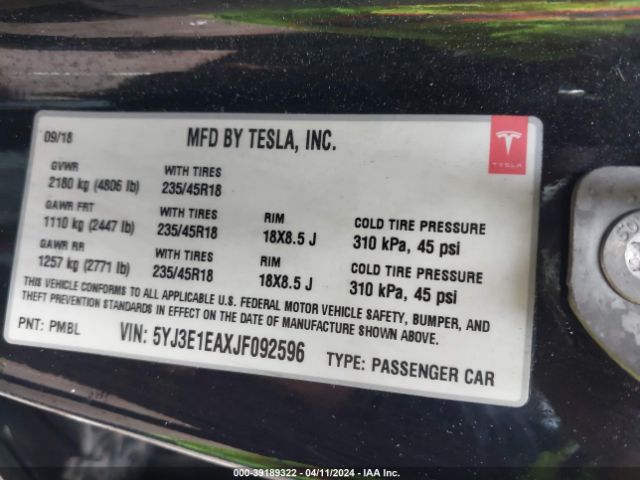 09/18 MFD BY TESLA, INC. TESLA
GVWR WITH TIRES
2180 kg (4806 lb) 235/45R18
GAWR FRT WITH TIRES RIM COLD TIRE PRESSURE
1110 kg (2447 lb) 235/45R18 18X8.5 J 310 kPa, 45 psi
GAWR RR WITH TIRES RIM COLD TIRE PRESSURE
1257 kg (2771 lb) 235/45R18 18X8.5 J 310 kPa, 45 psi
THIS VEHICLE CONFORMS TO ALL APPLICABLE U.S. FEDERAL MOTOR VEHICLE SAFETY, BUMPER, AND
THEFT PREVENTION STANDARDS IN EFFECT ON THE DATE OF MANUFACTURE SHOWN ABOVE.
PNT: PMBL VIN: 5YJ3E1EAXJF092596 TYPE: PASSENGER CAR
000-39189322 - 04/11/2024 - IAA Inc.